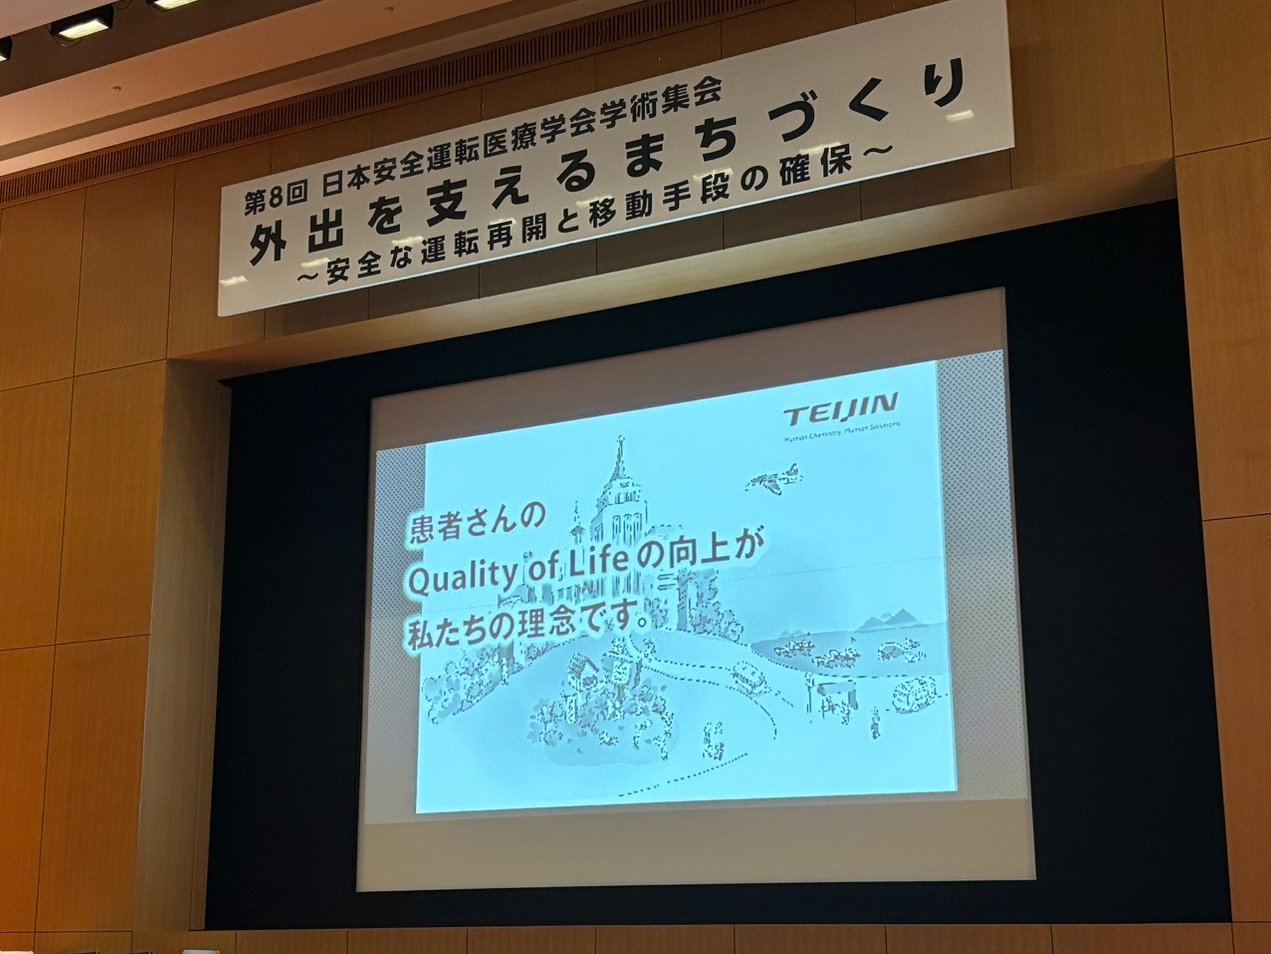 第8回 日本安全運転医療学会学術集会
外出を支えるまちづくり
～安全な運転再開と移動手段の確保～
TEIJIN
Human Chemistry, Human Solutions
患者さんの
Quality of Lifeの向上が
私たちの理念です。